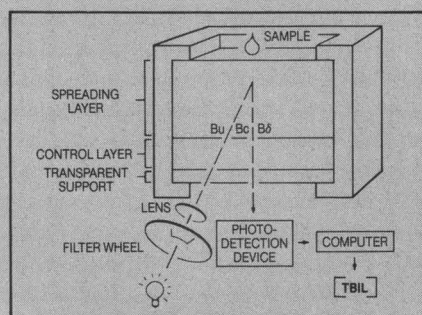 SAMPLE
SPREADING
LAYER
Bu Bc Bδ
CONTROL LAYER
TRANSPARENT
SUPPORT
LENS
FILTER WHEEL
PHOTO-
DETECTION
DEVICE
COMPUTER
TBIL